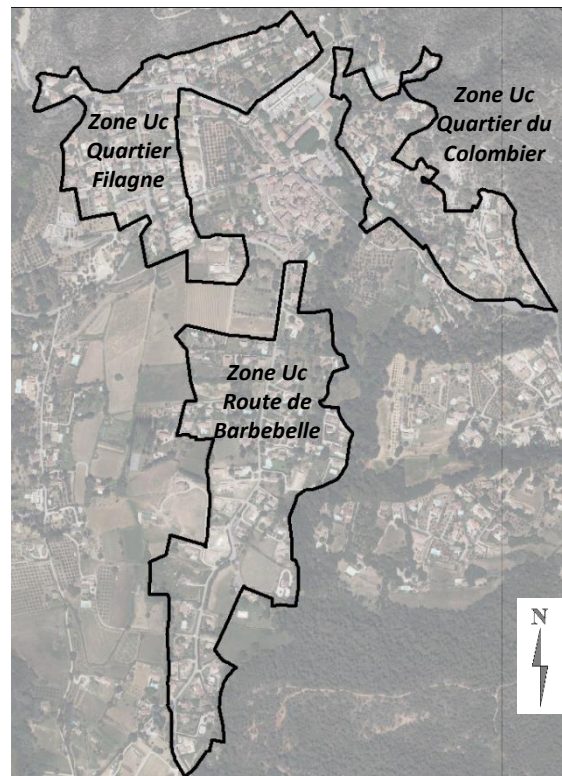 Zone Uc
Quartier
Filagne
Zone Uc
Quartier du
Colombier
Zone Uc
Route de
Barbebelle
N